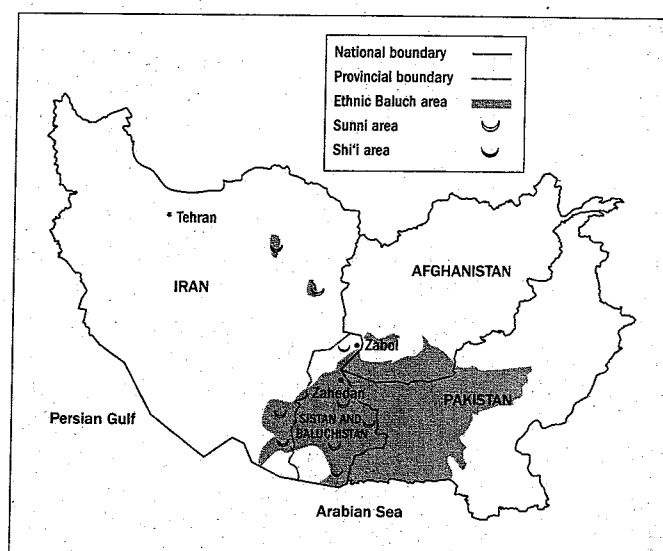 National boundary
Provincial boundary
Ethnic Baluch area
Sunni area
Shi'i area
Tehran
IRAN
AFGHANISTAN
Zabol
Zahedan
PAKISTAN
SISTAN AND
BALUCHISTAN
Persian Gulf
Arabian Sea